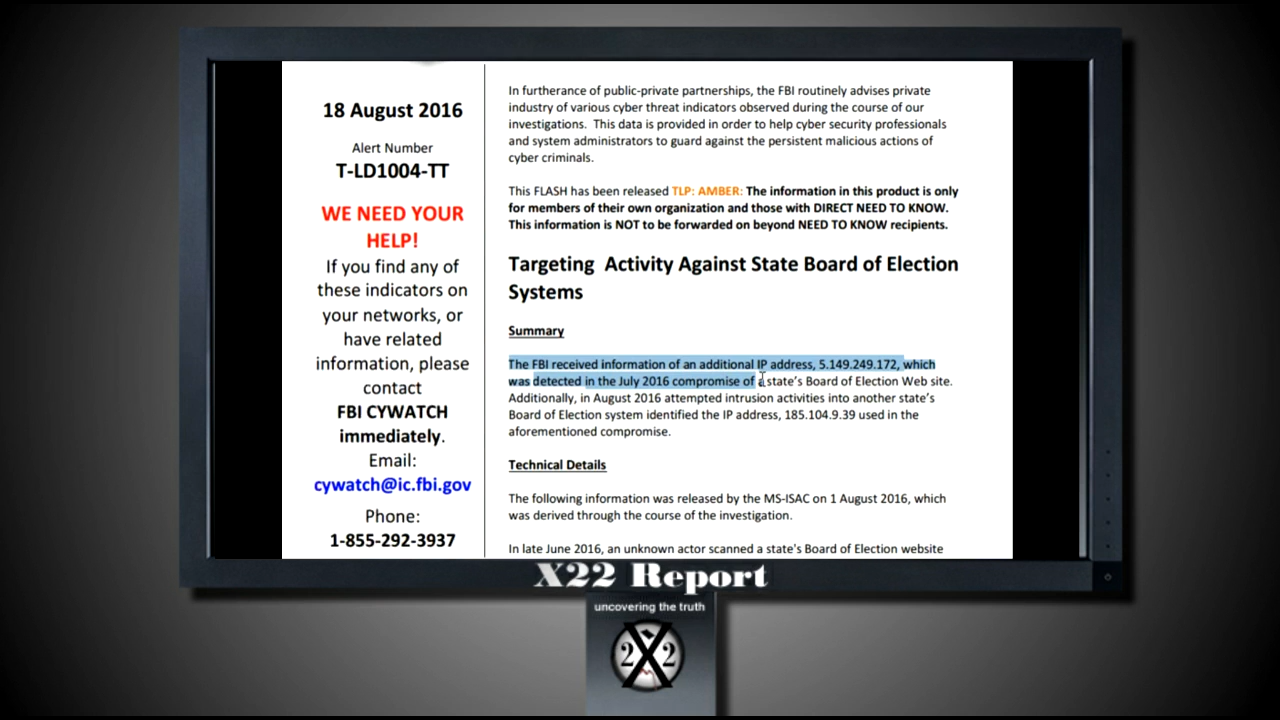 18 August 2016
Alert Number
T-LD1004-TT
WE NEED YOUR
HELP!
If you find any of
these indicators on
your networks, or
have related
information, please
contact
FBI CYWATCH
immediately.
Email:
cywatch@ic.fbi.gov
Phone:
1-855-292-3937
In furtherance of public-private partnerships, the FBI routinely advises private
industry of various cyber threat indicators observed during the course of our
investigations. This data is provided in order to help cyber security professionals
and system administrators to guard against the persistent malicious actions of
cyber criminals.
This FLASH has been released TLP: AMBER: The information in this product is only
for members of their own organization and those with DIRECT NEED TO KNOW.
This information is NOT to be forwarded on beyond NEED TO KNOW recipients.
Targeting Activity Against State Board of Election
Systems
Summary
The FBI received information of an additional IP address, 5.149.249.172, which
was detected in the July 2016 compromise of a state's Board of Election Web site.
Additionally, in August 2016 attempted intrusion activities into another state's
Board of Election system identified the IP address, 185.104.9.39 used in the
aforementioned compromise.
Technical Details
The following information was released by the MS-ISAC on 1 August 2016, which
was derived through the course of the investigation.
In late June 2016, an unknown actor scanned a state's Board of Election website
X22 Report
uncovering the truth
2X2